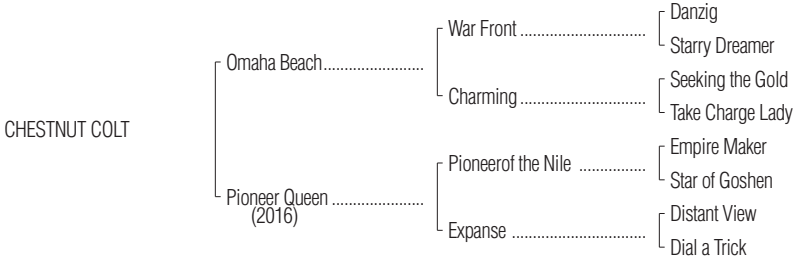 Danzig
War Front ..............................
Starry Dreamer
Omaha Beach........................
Seeking the Gold
Charming ..............................
Take Charge Lady
CHESTNUT COLT
Empire Maker
Pioneerof the Nile ................
Star of Goshen
Pioneer Queen ......................
(2016)
Distant View
Expanse ................................
Dial a Trick